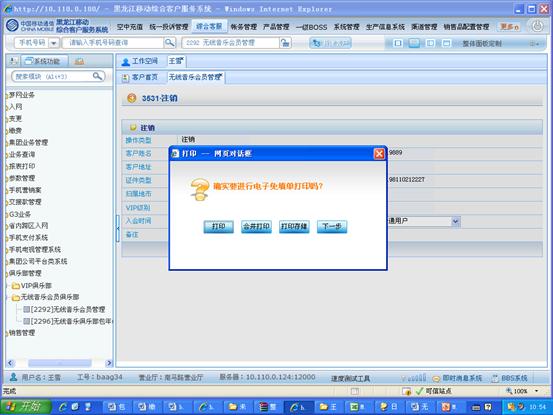 http://10.110.0.100/ - 黑龙江移动综合客户服务系统 - Windows Internet Explorer
中国移动通信 CHINA MOBILE 黑龙江移动 综合客户服务系统 空中充值 统一投诉管理 综合客服 帐务管理 产品管理 一级BOSS 系统管理 生产信息系统 渠道管理 销售品配置管理 更多
手机号码 请输入手机号码查询 2292 无线音乐会员管理 整体面板定制
系统功能 工作空间 王雪
搜索模块 (Alt+3) 客户首页 无线音乐会员管理
梦网业务
入网
变更
缴费
集团业务管理
业务查询
报表打印
参数管理
手机营销案
交接款管理
G3业务
省内跨区入网
手机支付系统
手机电视管理系统
集团公司平台类系统
俱乐部管理
VIP俱乐部
无线音乐会员俱乐部
[2292]无线音乐会员管理
[2296]无线音乐俱乐部包年
销售管理
3531-注销
注销
操作类型 注销
客户姓名 9889
客户地址
证件类型 98110212227
归属地市
VIP级别
入会时间 通用户
备注
打印 -- 网页对话框
确实要进行电子免填单打印吗?
打印 合并打印 打印存储 下一步
用户名：王雪 工号：baag34 营业厅：南马路营业厅 服务器：10.110.0.124:12000 速度测试工具 即时消息系统 BBS系统
完成 可信站点 100%
开始 10:54